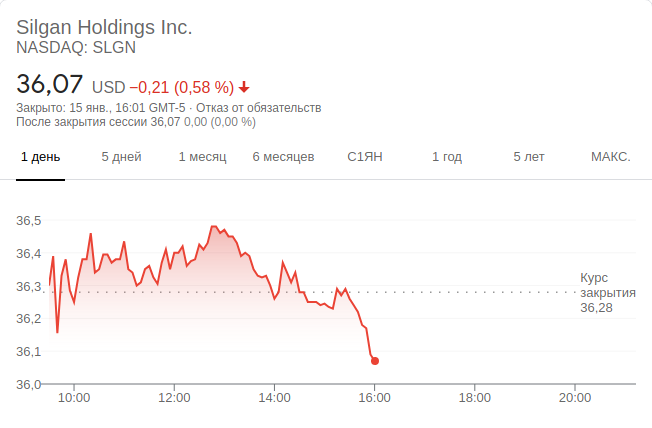 Silgan Holdings Inc.
NASDAQ: SLGN
36,07 USD −0,21 (0,58 %)
Закрыто: 15 янв., 16:01 GMT-5 · Отказ от обязательств
После закрытия сессии 36,07 0,00 (0,00 %)
1 день 5 дней 1 месяц 6 месяцев С1ЯН 1 год 5 лет МАКС.
36,5
36,4
36,3
36,2
36,1
36,0
Курс
закрытия
36,28
10:00 12:00 14:00 16:00 18:00 20:00